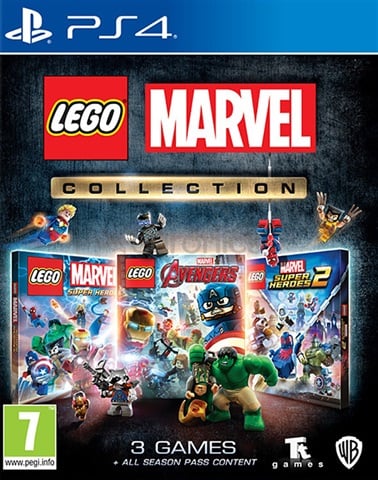 PS4
LEGO MARVEL
COLLECTION
LEGO MARVEL SUPER HEROES
LEGO MARVEL AVENGERS
LEGO MARVEL SUPER HEROES 2
7
www.pegi.info
3 GAMES
+ ALL SEASON PASS CONTENT
Tt games
WB